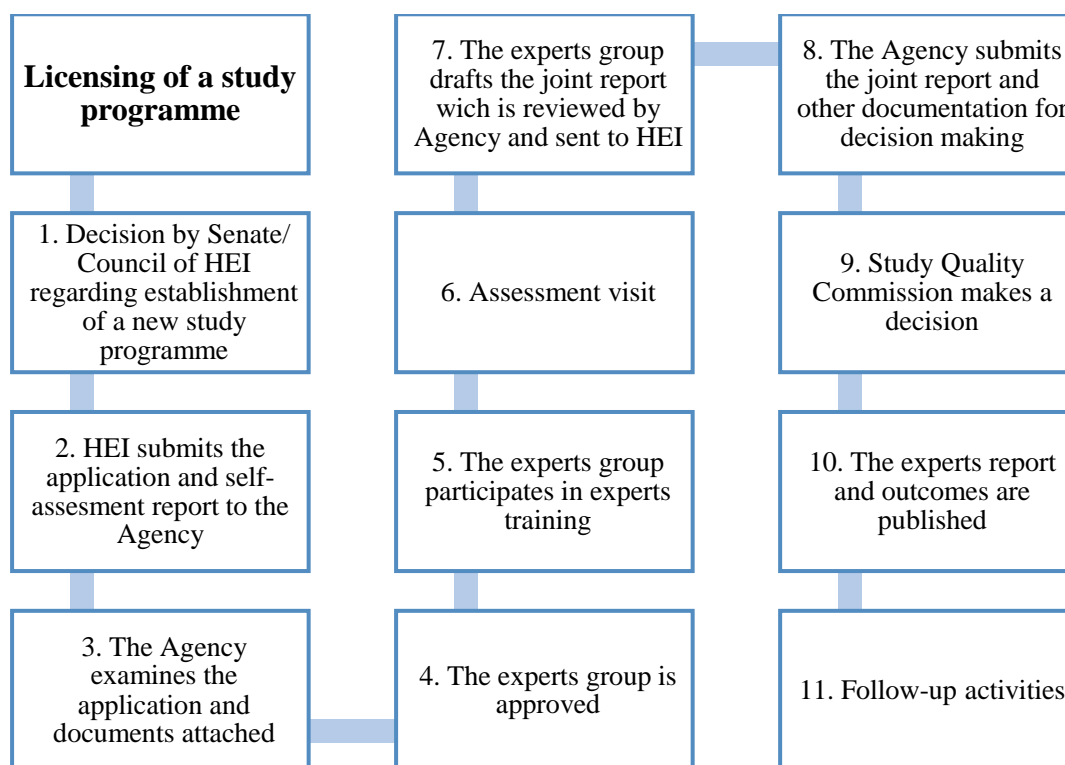 Licensing of a study
programme
1. Decision by Senate/
Council of HEI
regarding establishment
of a new study
programme
2. HEI submits the
application and self-
assesment report to the
Agency
3. The Agency
examines the
application and
documents attached
4. The experts group is
approved
5. The experts group
participates in experts
training
6. Assessment visit
7. The experts group
drafts the joint report
wich is reviewed by
Agency and sent to HEI
8. The Agency submits
the joint report and
other documentation for
decision making
9. Study Quality
Commission makes a
decision
10. The experts report
and outcomes are
published
11. Follow-up activities